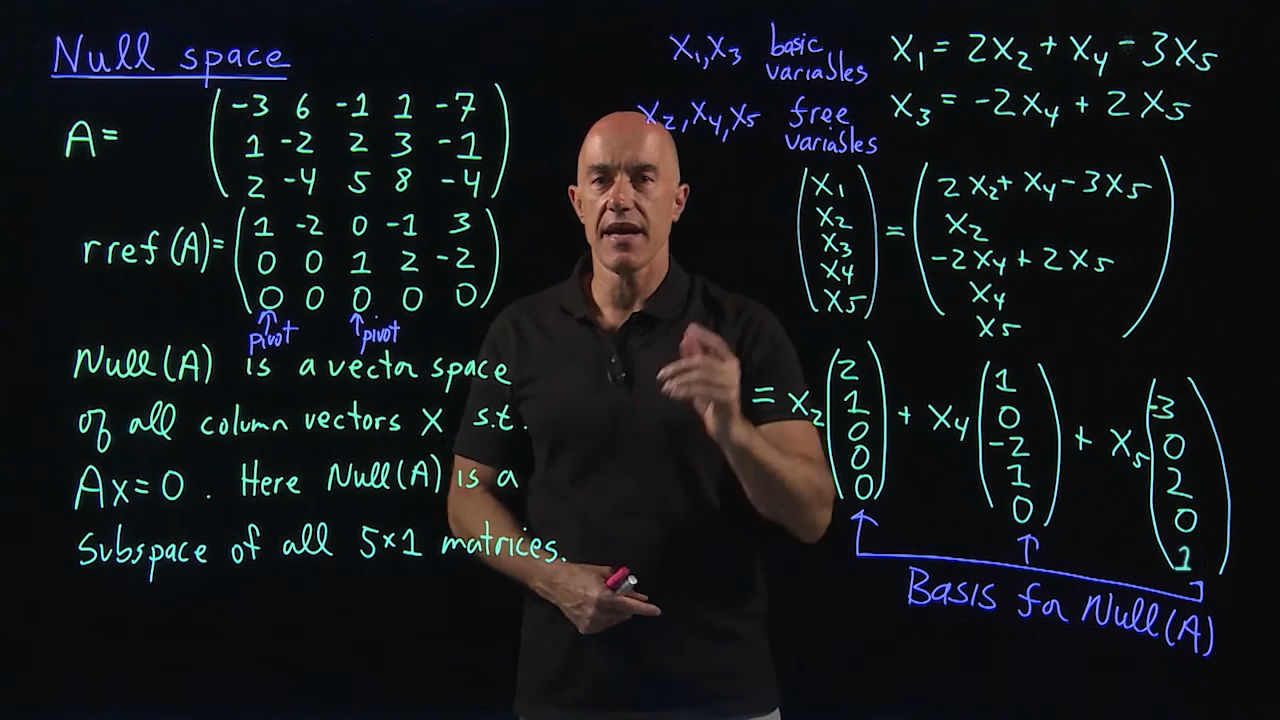 Null space
A=
-3 6 -1 1 -7
1 -2 2 3 -1
2 -4 5 8 -4
rref(A)=
1 -2 0 -1 3
0 0 1 2 -2
0 0 0 0 0
pivot pivot
Null(A) is a vector space
of all column vectors X s.t.
Ax=0. Here Null(A) is a
subspace of all 5×1 matrices.
X₁,X₃ basic
variables
X₂,X₄,X₅ free
variables
X₁ = 2X₂ + X₄ - 3X₅
X₃ = -2X₄ + 2X₅
X₁ = 2X₂ + X₄ - 3X₅
X₂ X₂
X₃ -2X₄ + 2X₅
X₄ X₄
X₅ X₅
= X₂ (2 1 0 0 0) + X₄ (1 0 -2 1 0) + X₅ (-3 0 2 0 1)
Basis for Null(A)